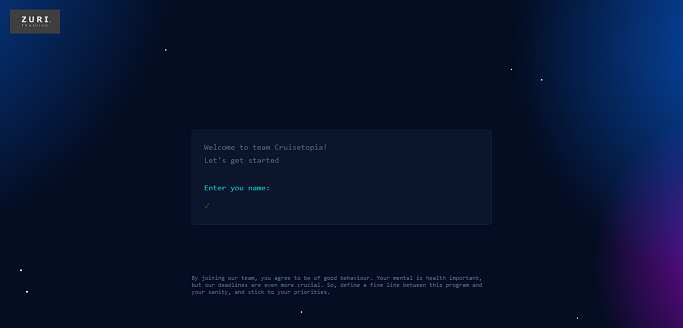 ZURI
TRAINING
Welcome to team Cruisetopia!
Let's get started
Enter you name:
By joining our team, you agree to be of good behaviour. Your mental is health important,
but our deadlines are even more crucial. So, define a fine line between this program and
your sanity, and stick to your priorities.